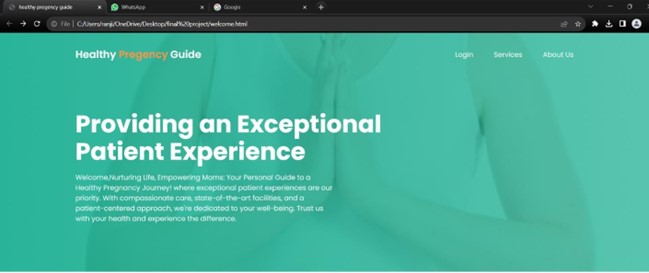 healthy pregency guide
WhatsApp
Google
File
C:/Users/ranji/OneDrive/Desktop/final%20project/welcome.html
Healthy Pregency Guide
Login
Services
About Us
Providing an Exceptional
Patient Experience
Welcome,Nurturing Life, Empowering Moms: Your Personal Guide to a
Healthy Pregnancy Journey! where exceptional patient experiences are our
priority. With compassionate care, state-of-the-art facilities, and a
patient-centered approach, we're dedicated to your well-being. Trust us
with your health and experience the difference.